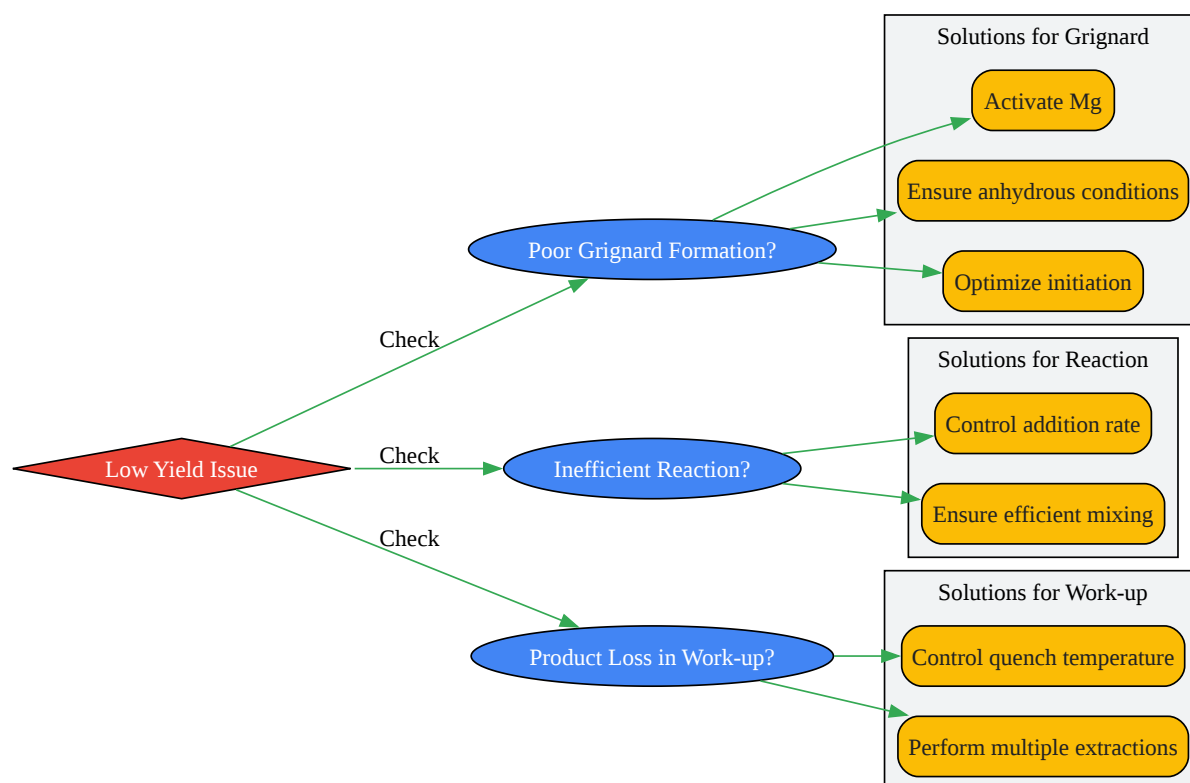 Solutions for Grignard
Activate Mg
Ensure anhydrous conditions
Poor Grignard Formation?
Optimize initiation
Check
Solutions for Reaction
Control addition rate
Low Yield Issue
Check
Inefficient Reaction?
Ensure efficient mixing
Check
Solutions for Work-up
Product Loss in Work-up?
Control quench temperature
Perform multiple extractions